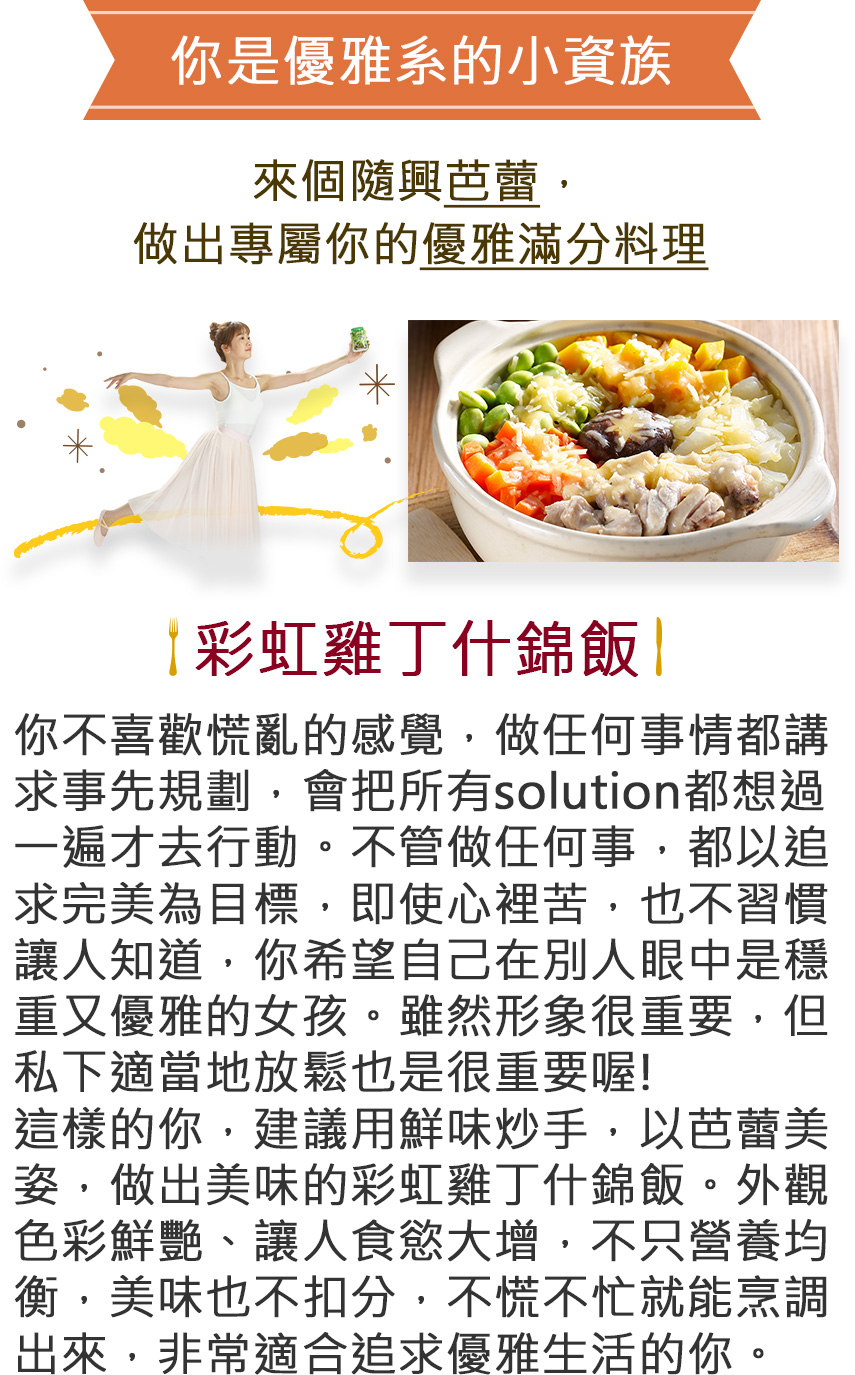 你是優雅系的小資族
來個隨興芭蕾，
做出專屬你的優雅滿分料理
彩虹雞丁什錦飯
你不喜歡慌亂的感覺，做任何事情都講
求事先規劃，會把所有solution都想過
一遍才去行動。不管做任何事，都以追
求完美為目標，即使心裡苦，也不習慣
讓人知道，你希望自己在別人眼中是穩
重又優雅的女孩。雖然形象很重要，但
私下適當地放鬆也是很重要喔!
這樣的你，建議用鮮味炒手，以芭蕾美
姿，做出美味的彩虹雞丁什錦飯。外觀
色彩鮮艷、讓人食慾大增，不只營養均
衡，美味也不扣分，不慌不忙就能烹調
出來，非常適合追求優雅生活的你。